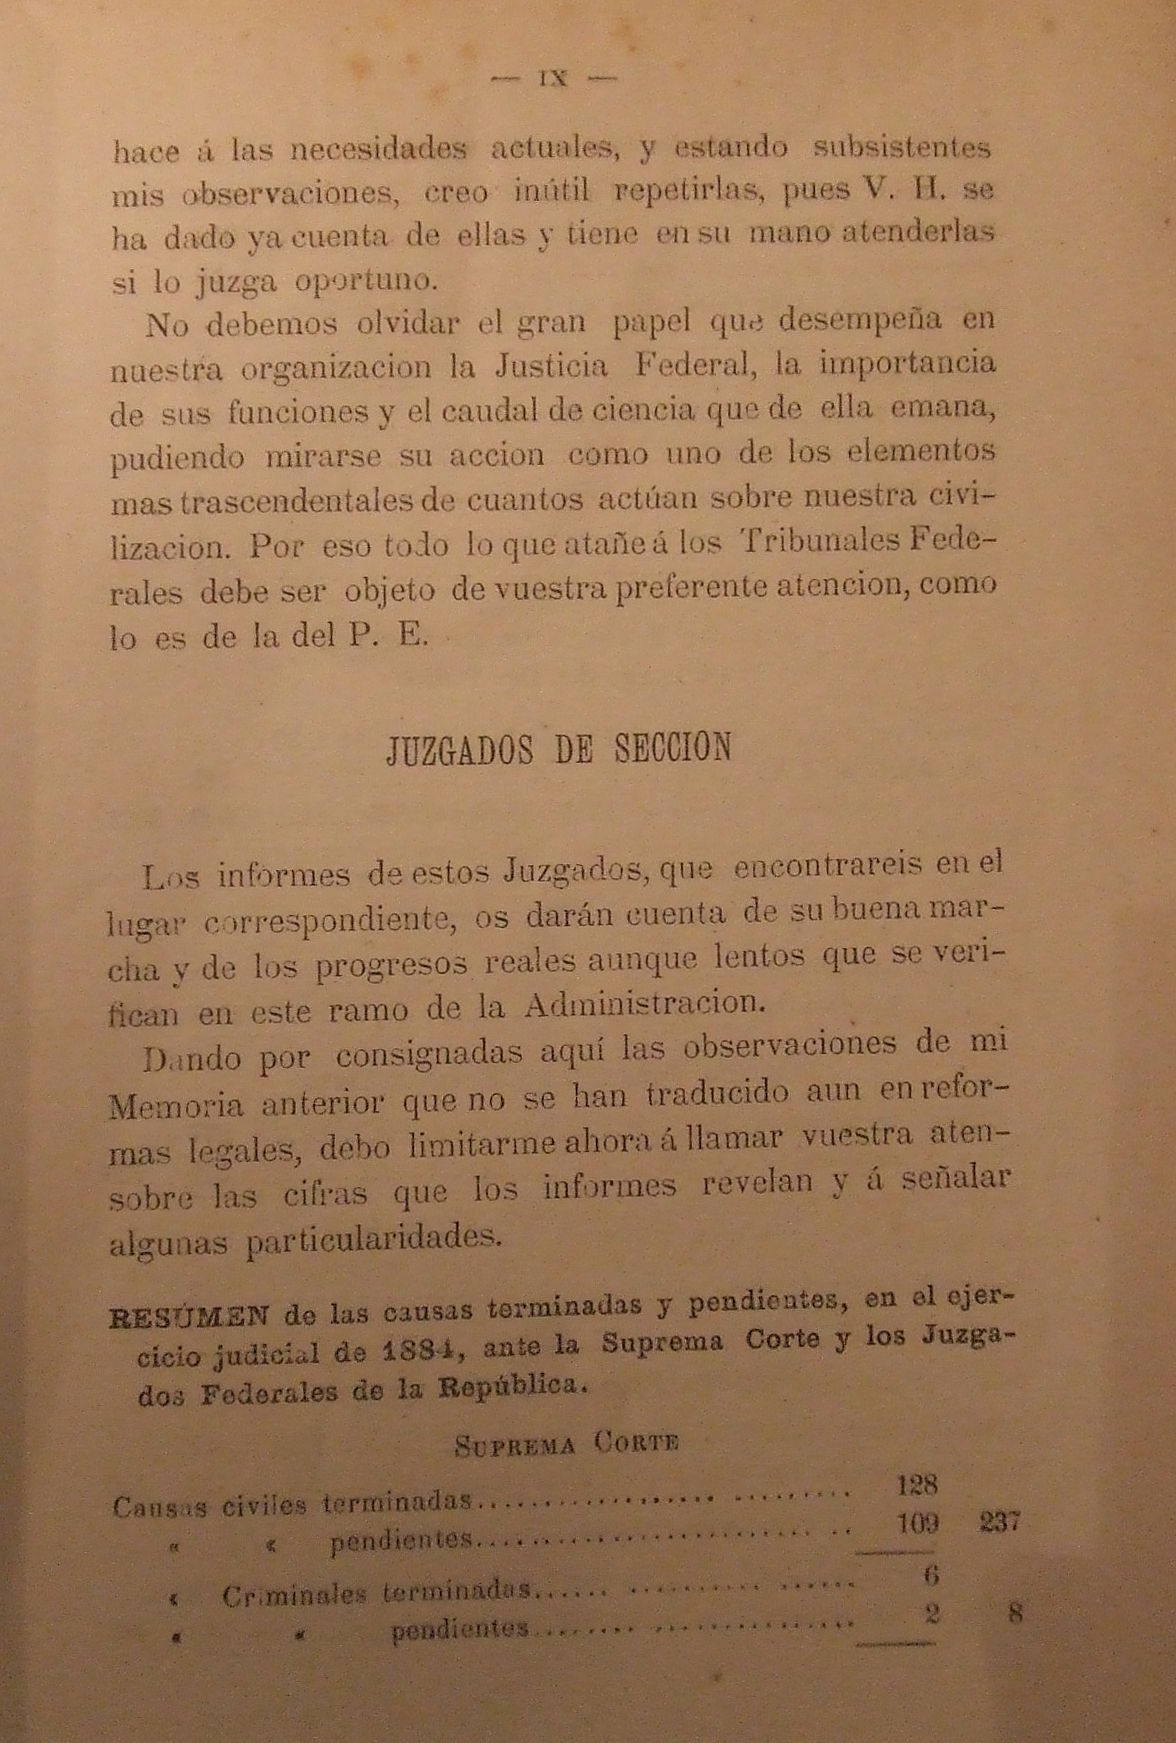 — IX —
hace á las necesidades actuales, y estando subsistentes
mis observaciones, creo inútil repetirlas, pues V. H. se
ha dado ya cuenta de ellas y tiene en su mano atenderlas
si lo juzga oportuno.
No debemos olvidar el gran papel que desempeña en
nuestra organizacion la Justicia Federal, la importancia
de sus funciones y el caudal de ciencia que de ella emana,
pudiendo mirarse su accion como uno de los elementos
mas trascendentales de cuantos actúan sobre nuestra civi-
lizacion. Por eso todo lo que atañe á los Tribunales Fede-
rales debe ser objeto de vuestra preferente atencion, como
lo es de la del P. E.
JUZGADOS DE SECCION
Los informes de estos Juzgados, que encontrareis en el
lugar correspondiente, os darán cuenta de su buena mar-
cha y de los progresos reales aunque lentos que se veri-
fican en este ramo de la Administracion.
Dando por consignadas aquí las observaciones de mi
Memoria anterior que no se han traducido aun en refor-
mas legales, debo limitarme ahora á llamar vuestra aten-
sobre las cifras que los informes revelan y á señalar
algunas particularidades.
RESÚMEN de las causas terminadas y pendientes, en el ejer-
cicio judicial de 1884, ante la Suprema Corte y los Juzga-
dos Federales de la República.
SUPREMA CORTE
Causas civiles terminadas.................. ......... 128
« « pendientes............................. .. 109 237
« Criminales terminadas...... .......... ...... 6
« « pendientes......... .............. 2 8